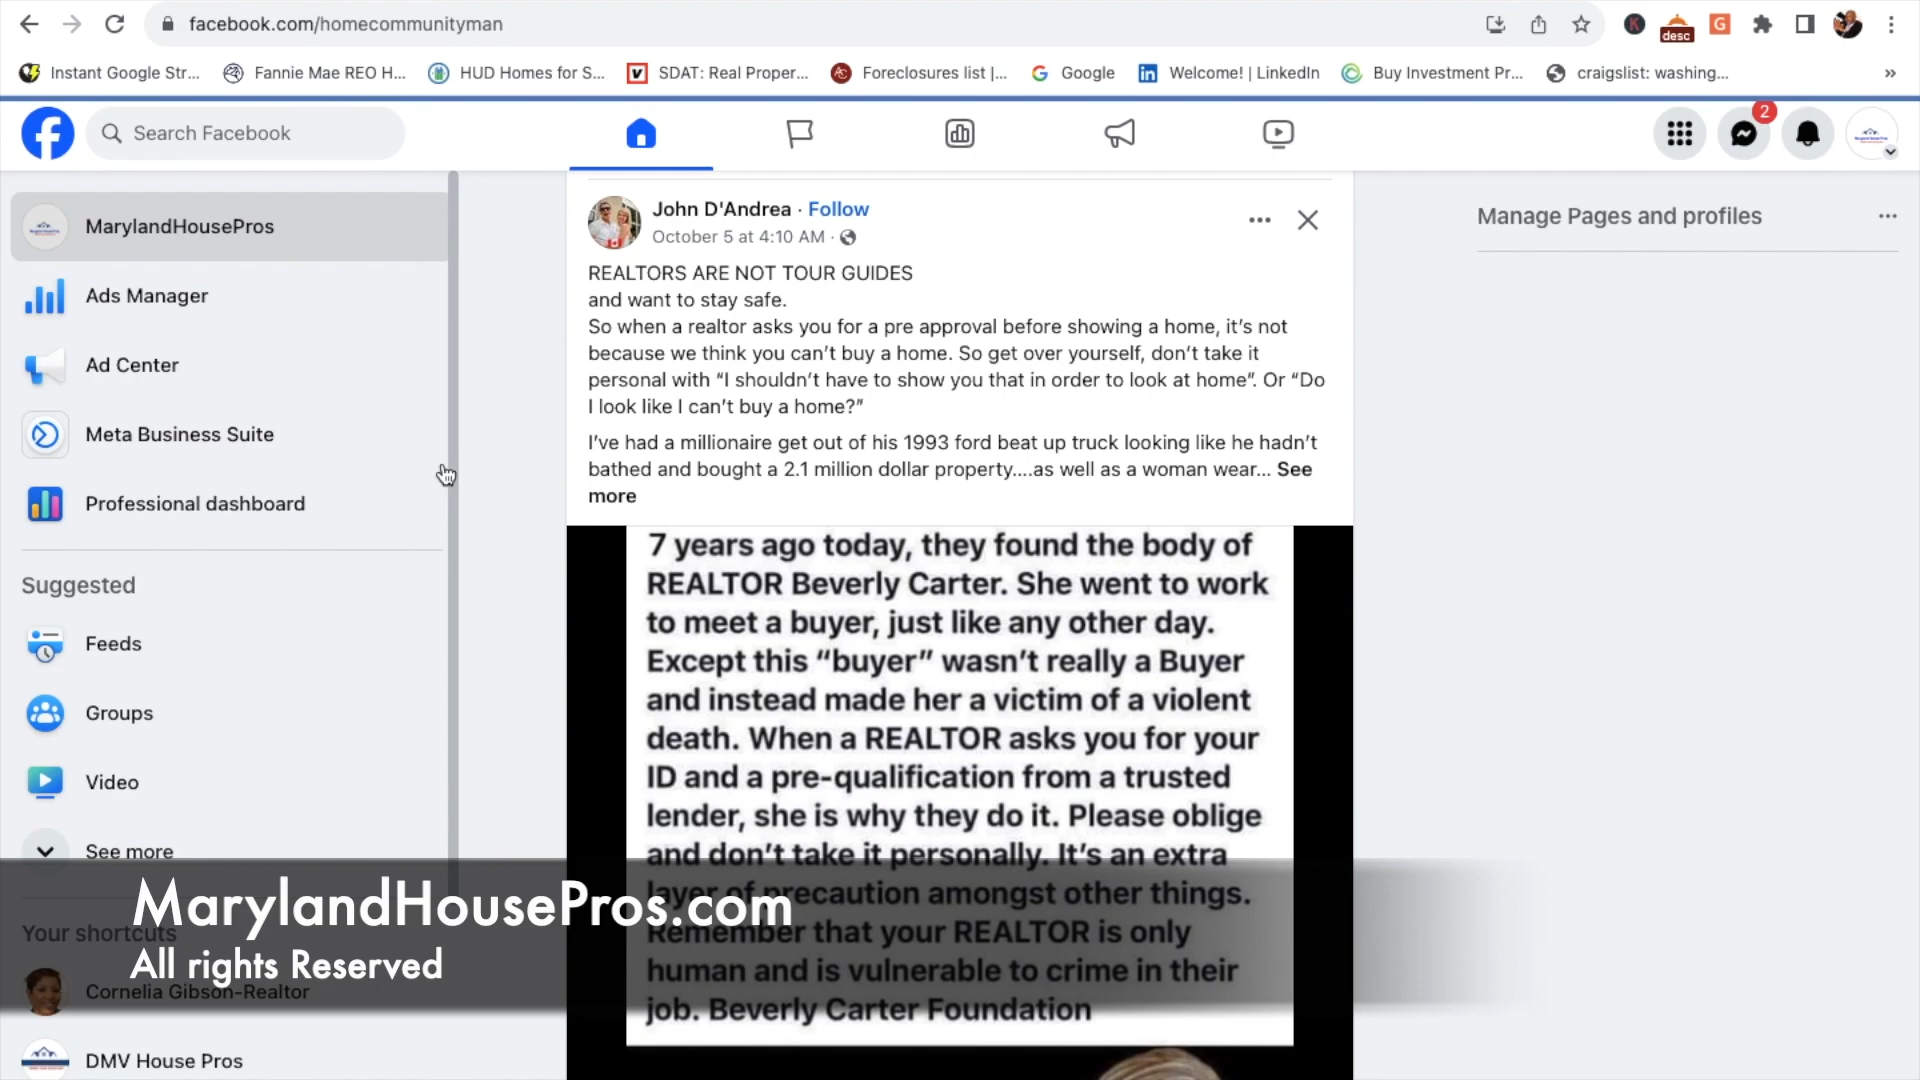 facebook.com/homecommunityman
desc
Instant Google Str...
Fannie Mae REO H...
HUD Homes for S...
SDAT: Real Proper...
Foreclosures list |...
Google
Welcome! | LinkedIn
Buy Investment Pr...
craigslist: washing...
»
Search Facebook
2
MarylandHousePros
Ads Manager
Ad Center
Meta Business Suite
Professional dashboard
Suggested
Feeds
Groups
Video
See more
Your shortcuts
Cornelia Gibson-Realtor
DMV House Pros
John D'Andrea · Follow
October 5 at 4:10 AM ·
REALTORS ARE NOT TOUR GUIDES
and want to stay safe.
So when a realtor asks you for a pre approval before showing a home, it's not
because we think you can't buy a home. So get over yourself, don't take it
personal with “I shouldn't have to show you that in order to look at home”. Or “Do
I look like I can't buy a home?”
I've had a millionaire get out of his 1993 ford beat up truck looking like he hadn't
bathed and bought a 2.1 million dollar property....as well as a woman wear... See
more
7 years ago today, they found the body of
REALTOR Beverly Carter. She went to work
to meet a buyer, just like any other day.
Except this “buyer” wasn't really a Buyer
and instead made her a victim of a violent
death. When a REALTOR asks you for your
ID and a pre-qualification from a trusted
lender, she is why they do it. Please oblige
and don't take it personally. It's an extra
layer of precaution amongst other things.
Remember that your REALTOR is only
human and is vulnerable to crime in their
job. Beverly Carter Foundation
Manage Pages and profiles
MarylandHousePros.com
All rights Reserved